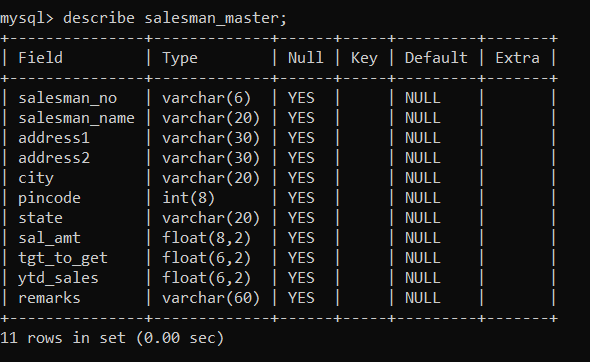 mysql> describe salesman_master;
+---------------+-------------+------+-----+---------+-------+
| Field         | Type        | Null | Key | Default | Extra |
+---------------+-------------+------+-----+---------+-------+
| salesman_no   | varchar(6)  | YES  |     | NULL    |       |
| salesman_name | varchar(20) | YES  |     | NULL    |       |
| address1      | varchar(30) | YES  |     | NULL    |       |
| address2      | varchar(30) | YES  |     | NULL    |       |
| city          | varchar(20) | YES  |     | NULL    |       |
| pincode       | int(8)      | YES  |     | NULL    |       |
| state         | varchar(20) | YES  |     | NULL    |       |
| sal_amt       | float(8,2)  | YES  |     | NULL    |       |
| tgt_to_get    | float(6,2)  | YES  |     | NULL    |       |
| ytd_sales     | float(6,2)  | YES  |     | NULL    |       |
| remarks       | varchar(60) | YES  |     | NULL    |       |
+---------------+-------------+------+-----+---------+-------+
11 rows in set (0.00 sec)